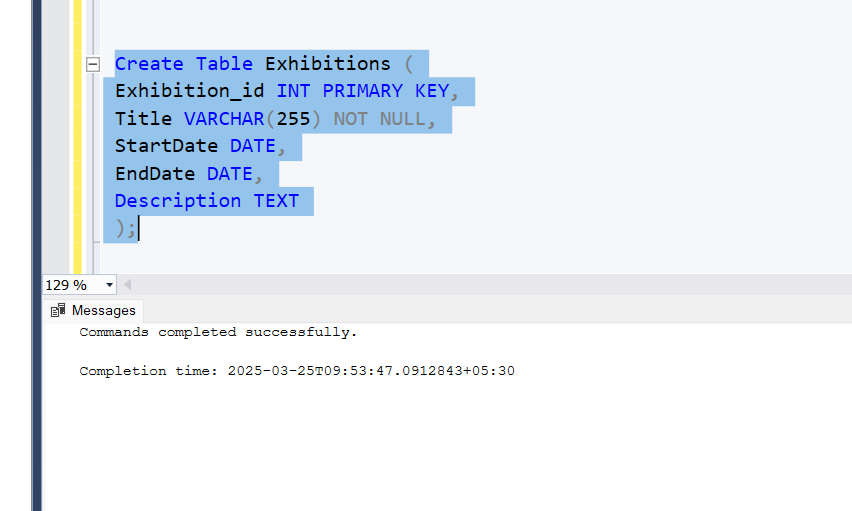 Create Table Exhibitions (
Exhibition_id INT PRIMARY KEY,
Title VARCHAR(255) NOT NULL,
StartDate DATE,
EndDate DATE,
Description TEXT
);
129 %
Messages
Commands completed successfully.
Completion time: 2025-03-25T09:53:47.0912843+05:30